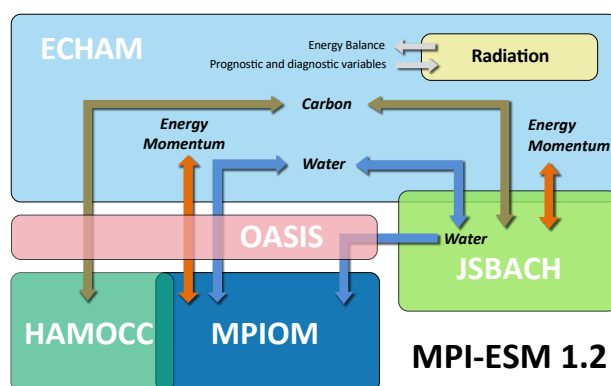 ECHAM
Energy Balance
Prognostic and diagnostic variables
Radiation
Carbon
Energy
Momentum
Energy
Momentum
Water
OASIS
Water
JSBACH
HAMOCC
MPIOM
MPI-ESM 1.2